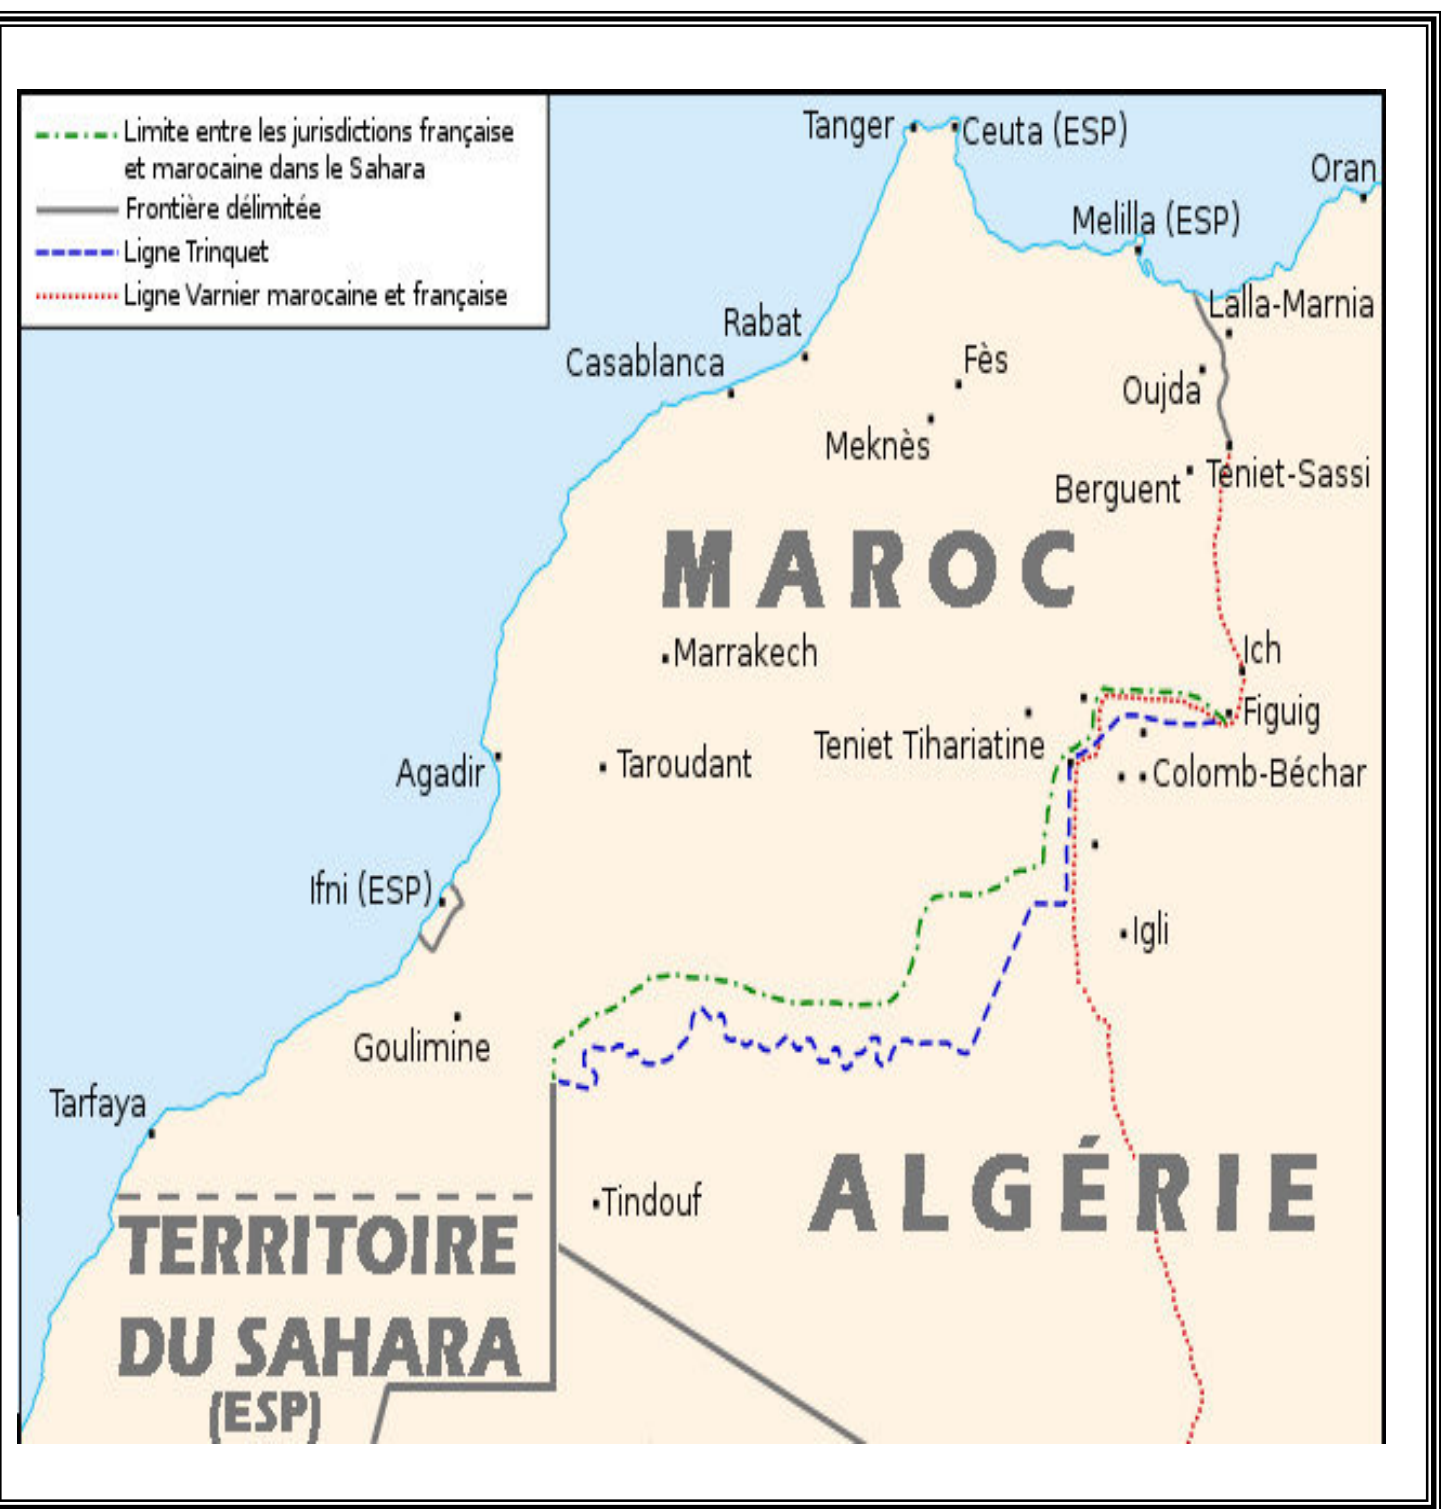 Limite entre les jurisdictions française
et marocaine dans le Sahara
Frontière délimitée
Ligne Trinquet
Ligne Varnier marocaine et française
Tanger
Ceuta (ESP)
Oran
Melilla (ESP)
Lalla-Marnia
Rabat
Casablanca
Fès
Oujda
Meknès
Teniet-Sassi
Berguent
MAROC
Marrakech
Ich
Figuig
Teniet Tihariatine
Taroudant
Agadir
Colomb-Béchar
Ifni (ESP)
Igli
Goulimine
Tarfaya
ALGÉRIE
Tindouf
TERRITOIRE
DU SAHARA
(ESP)